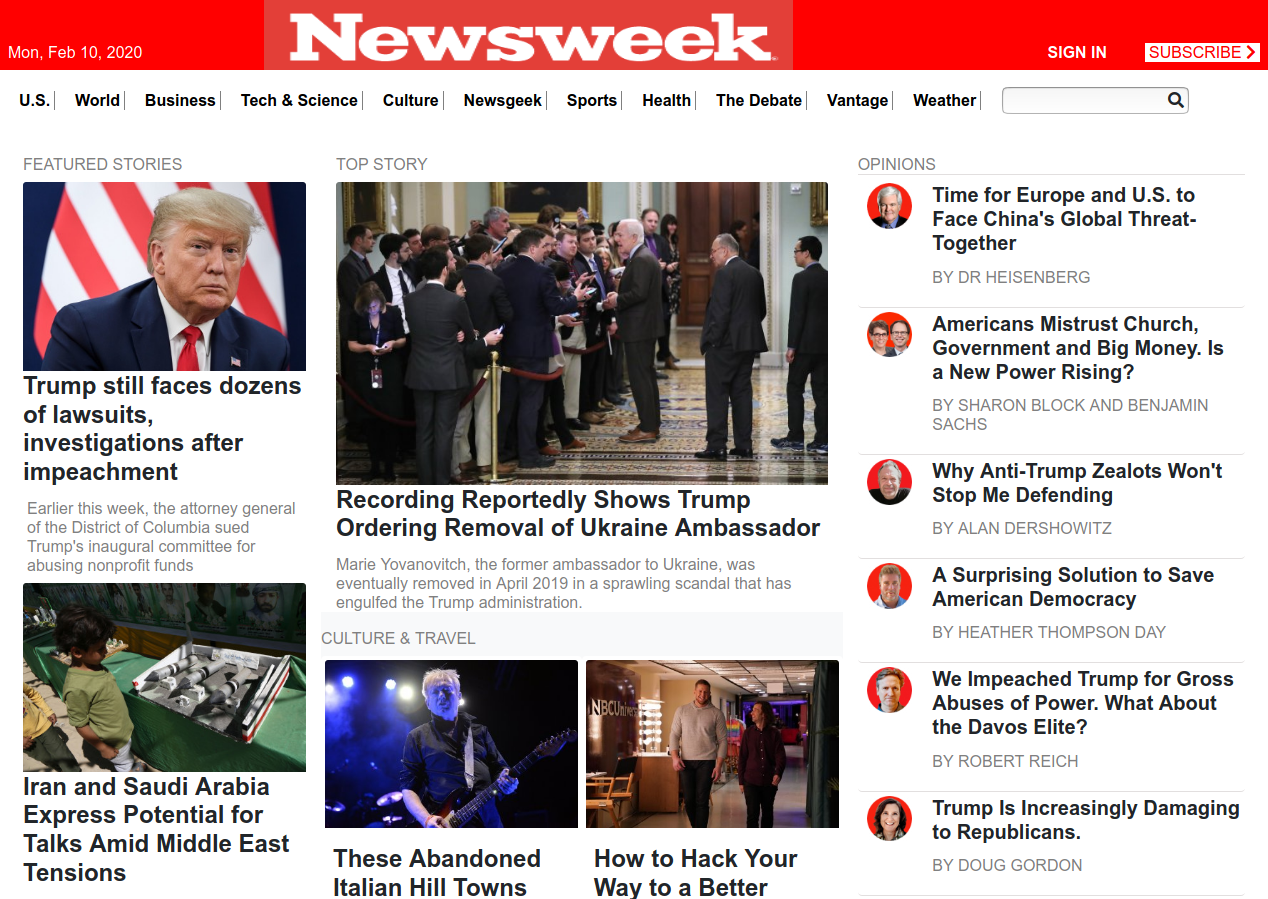 Newsweek
Mon, Feb 10, 2020
SIGN IN
SUBSCRIBE
U.S.
World
Business
Tech & Science
Culture
Newsgeek
Sports
Health
The Debate
Vantage
Weather
FEATURED STORIES
Trump still faces dozens
of lawsuits,
investigations after
impeachment
Earlier this week, the attorney general
of the District of Columbia sued
Trump's inaugural committee for
abusing nonprofit funds
Iran and Saudi Arabia
Express Potential for
Talks Amid Middle East
Tensions
TOP STORY
Recording Reportedly Shows Trump
Ordering Removal of Ukraine Ambassador
Marie Yovanovitch, the former ambassador to Ukraine, was
eventually removed in April 2019 in a sprawling scandal that has
engulfed the Trump administration.
CULTURE & TRAVEL
These Abandoned
Italian Hill Towns
NBCUnivers
How to Hack Your
Way to a Better
OPINIONS
Time for Europe and U.S. to
Face China's Global Threat-
Together
BY DR HEISENBERG
Americans Mistrust Church,
Government and Big Money. Is
a New Power Rising?
BY SHARON BLOCK AND BENJAMIN
SACHS
Why Anti-Trump Zealots Won't
Stop Me Defending
BY ALAN DERSHOWITZ
A Surprising Solution to Save
American Democracy
BY HEATHER THOMPSON DAY
We Impeached Trump for Gross
Abuses of Power. What About
the Davos Elite?
BY ROBERT REICH
Trump Is Increasingly Damaging
to Republicans.
BY DOUG GORDON